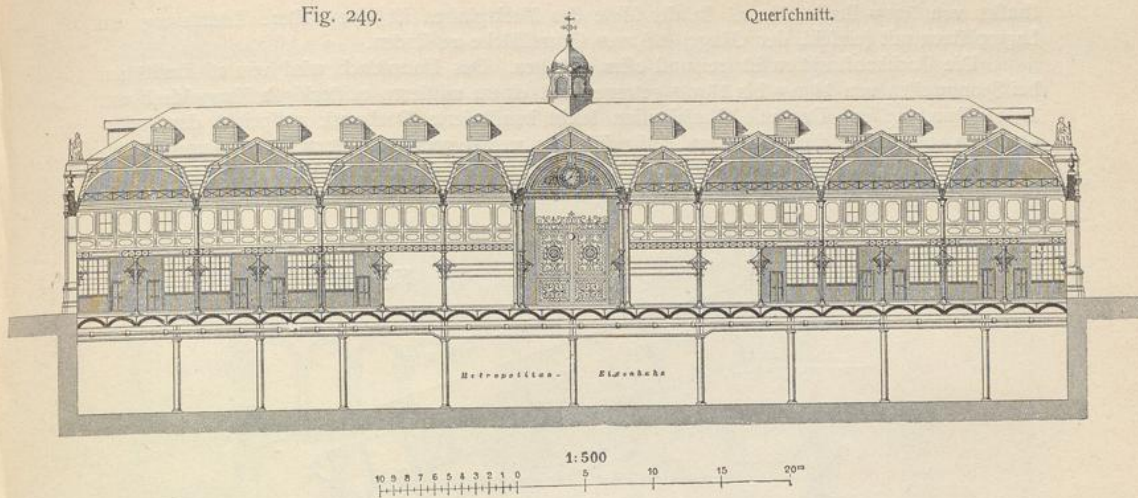 Fig. 249.
Querſchnitt.
Metropolitan-
Eiſenbahn
1:500
10 9 8 7 6 5 4 3 2 1 0 5 10 15 20m